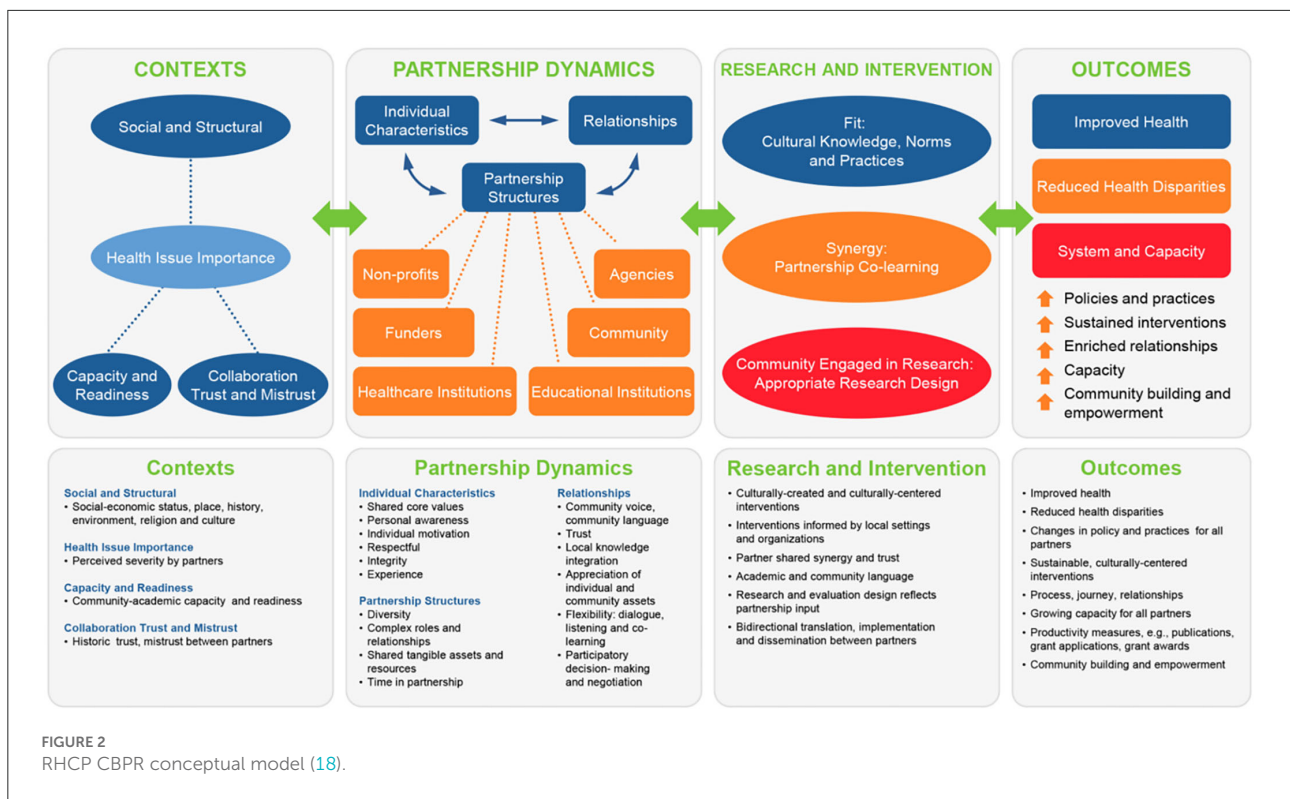 CONTEXTS
Social and Structural
Health Issue Importance
Capacity and
Readiness
Collaboration
Trust and Mistrust
PARTNERSHIP DYNAMICS
Individual
Characteristics
Relationships
Partnership
Structures
Non-profits
Agencies
Funders
Community
Healthcare Institutions
Educational Institutions
RESEARCH AND INTERVENTION
Fit:
Cultural Knowledge, Norms
and Practices
Synergy:
Partnership Co-learning
Community Engaged in Research:
Appropriate Research Design
OUTCOMES
Improved Health
Reduced Health Disparities
System and Capacity
Policies and practices
Sustained interventions
Enriched relationships
Capacity
Community building and
empowerment
Contexts
Social and Structural
• Social-economic status, place, history,
environment, religion and culture
Health Issue Importance
• Perceived severity by partners
Capacity and Readiness
• Community-academic capacity and readiness
Collaboration Trust and Mistrust
• Historic trust, mistrust between partners
Partnership Dynamics
Individual Characteristics
• Shared core values
• Personal awareness
• Individual motivation
• Respectful
• Integrity
• Experience
Partnership Structures
• Diversity
• Complex roles and
relationships
• Shared tangible assets and
resources
• Time in partnership
Relationships
• Community voice,
community language
• Trust
• Local knowledge
integration
• Appreciation of
individual and
community assets
• Flexibility: dialogue,
listening and co-
learning
• Participatory
decision- making
and negotiation
Research and Intervention
• Culturally-created and culturally-centered
interventions
• Interventions informed by local settings
and organizations
• Partner shared synergy and trust
• Academic and community language
• Research and evaluation design reflects
partnership input
• Bidirectional translation, implementation
and dissemination between partners
Outcomes
• Improved health
• Reduced health disparities
• Changes in policy and practices for all
partners
• Sustainable, culturally-centered
interventions
• Process, journey, relationships
• Growing capacity for all partners
• Productivity measures, e.g., publications,
grant applications, grant awards
• Community building and empowerment
FIGURE 2
RHCP CBPR conceptual model (18).